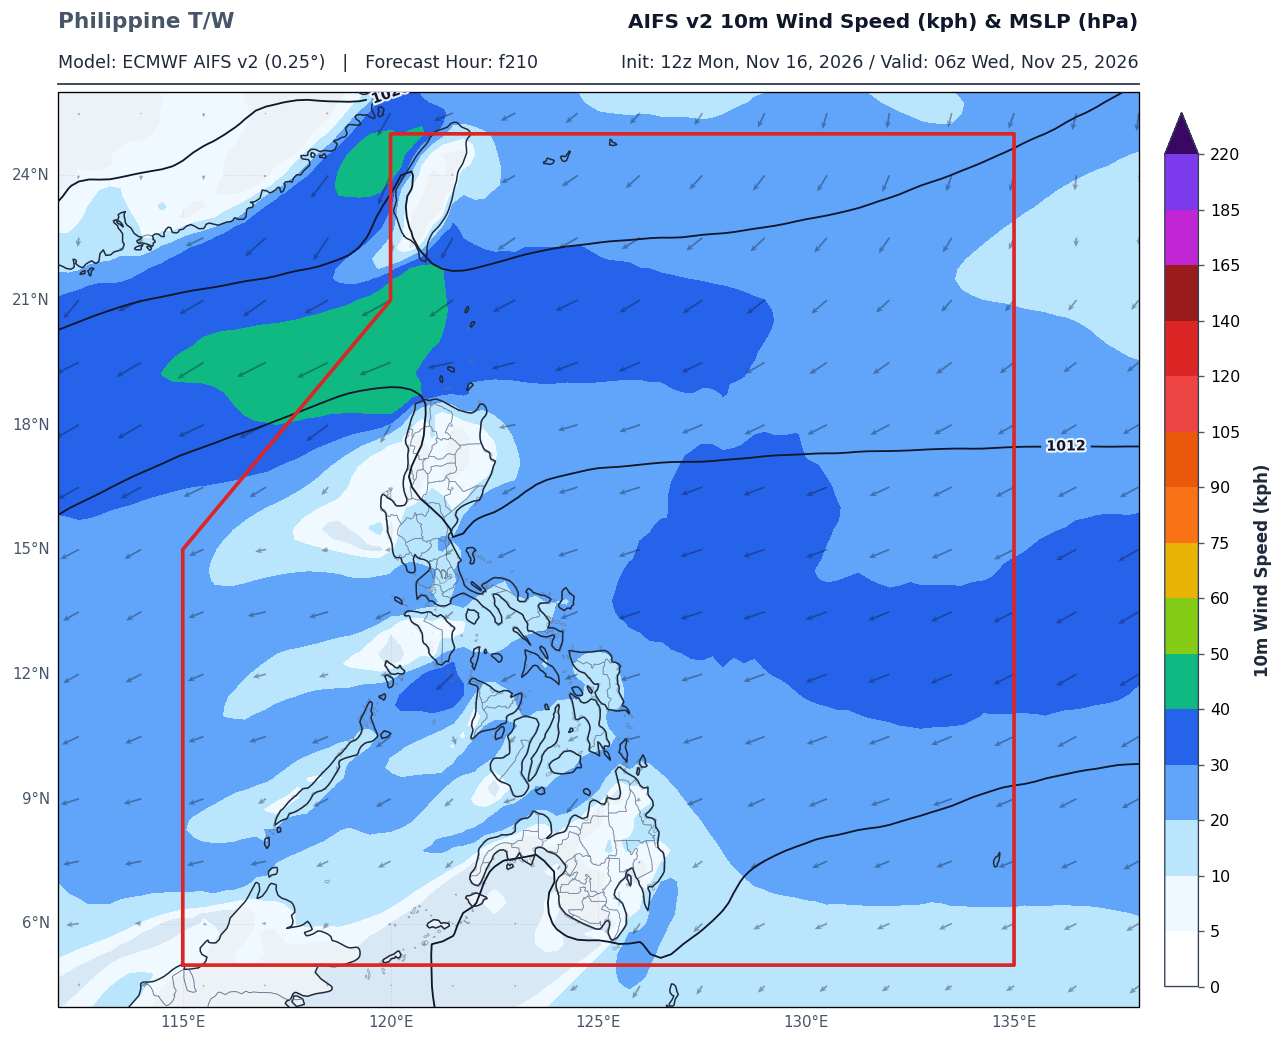 Philippine T/W
AIFS v2 10m Wind Speed (kph) & MSLP (hPa)
Model: ECMWF AIFS v2 (0.25°) | Forecast Hour: f210
Init: 12z Mon, Nov 16, 2026 / Valid: 06z Wed, Nov 25, 2026
24°N
21°N
18°N
15°N
12°N
9°N
6°N
115°E
120°E
125°E
130°E
135°E
1012
220
185
165
140
120
105
90
75
60
50
40
30
20
10
5
0
10m Wind Speed (kph)